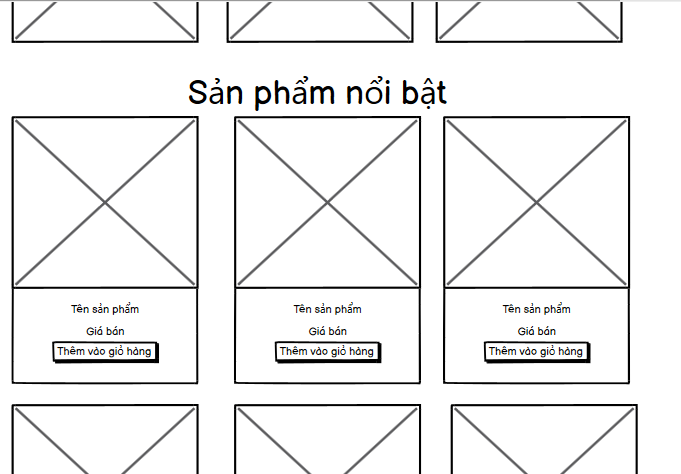 Sản phẩm nổi bật
Tên sản phẩm
Giá bán
Thêm vào giỏ hàng
Tên sản phẩm
Giá bán
Thêm vào giỏ hàng
Tên sản phẩm
Giá bán
Thêm vào giỏ hàng